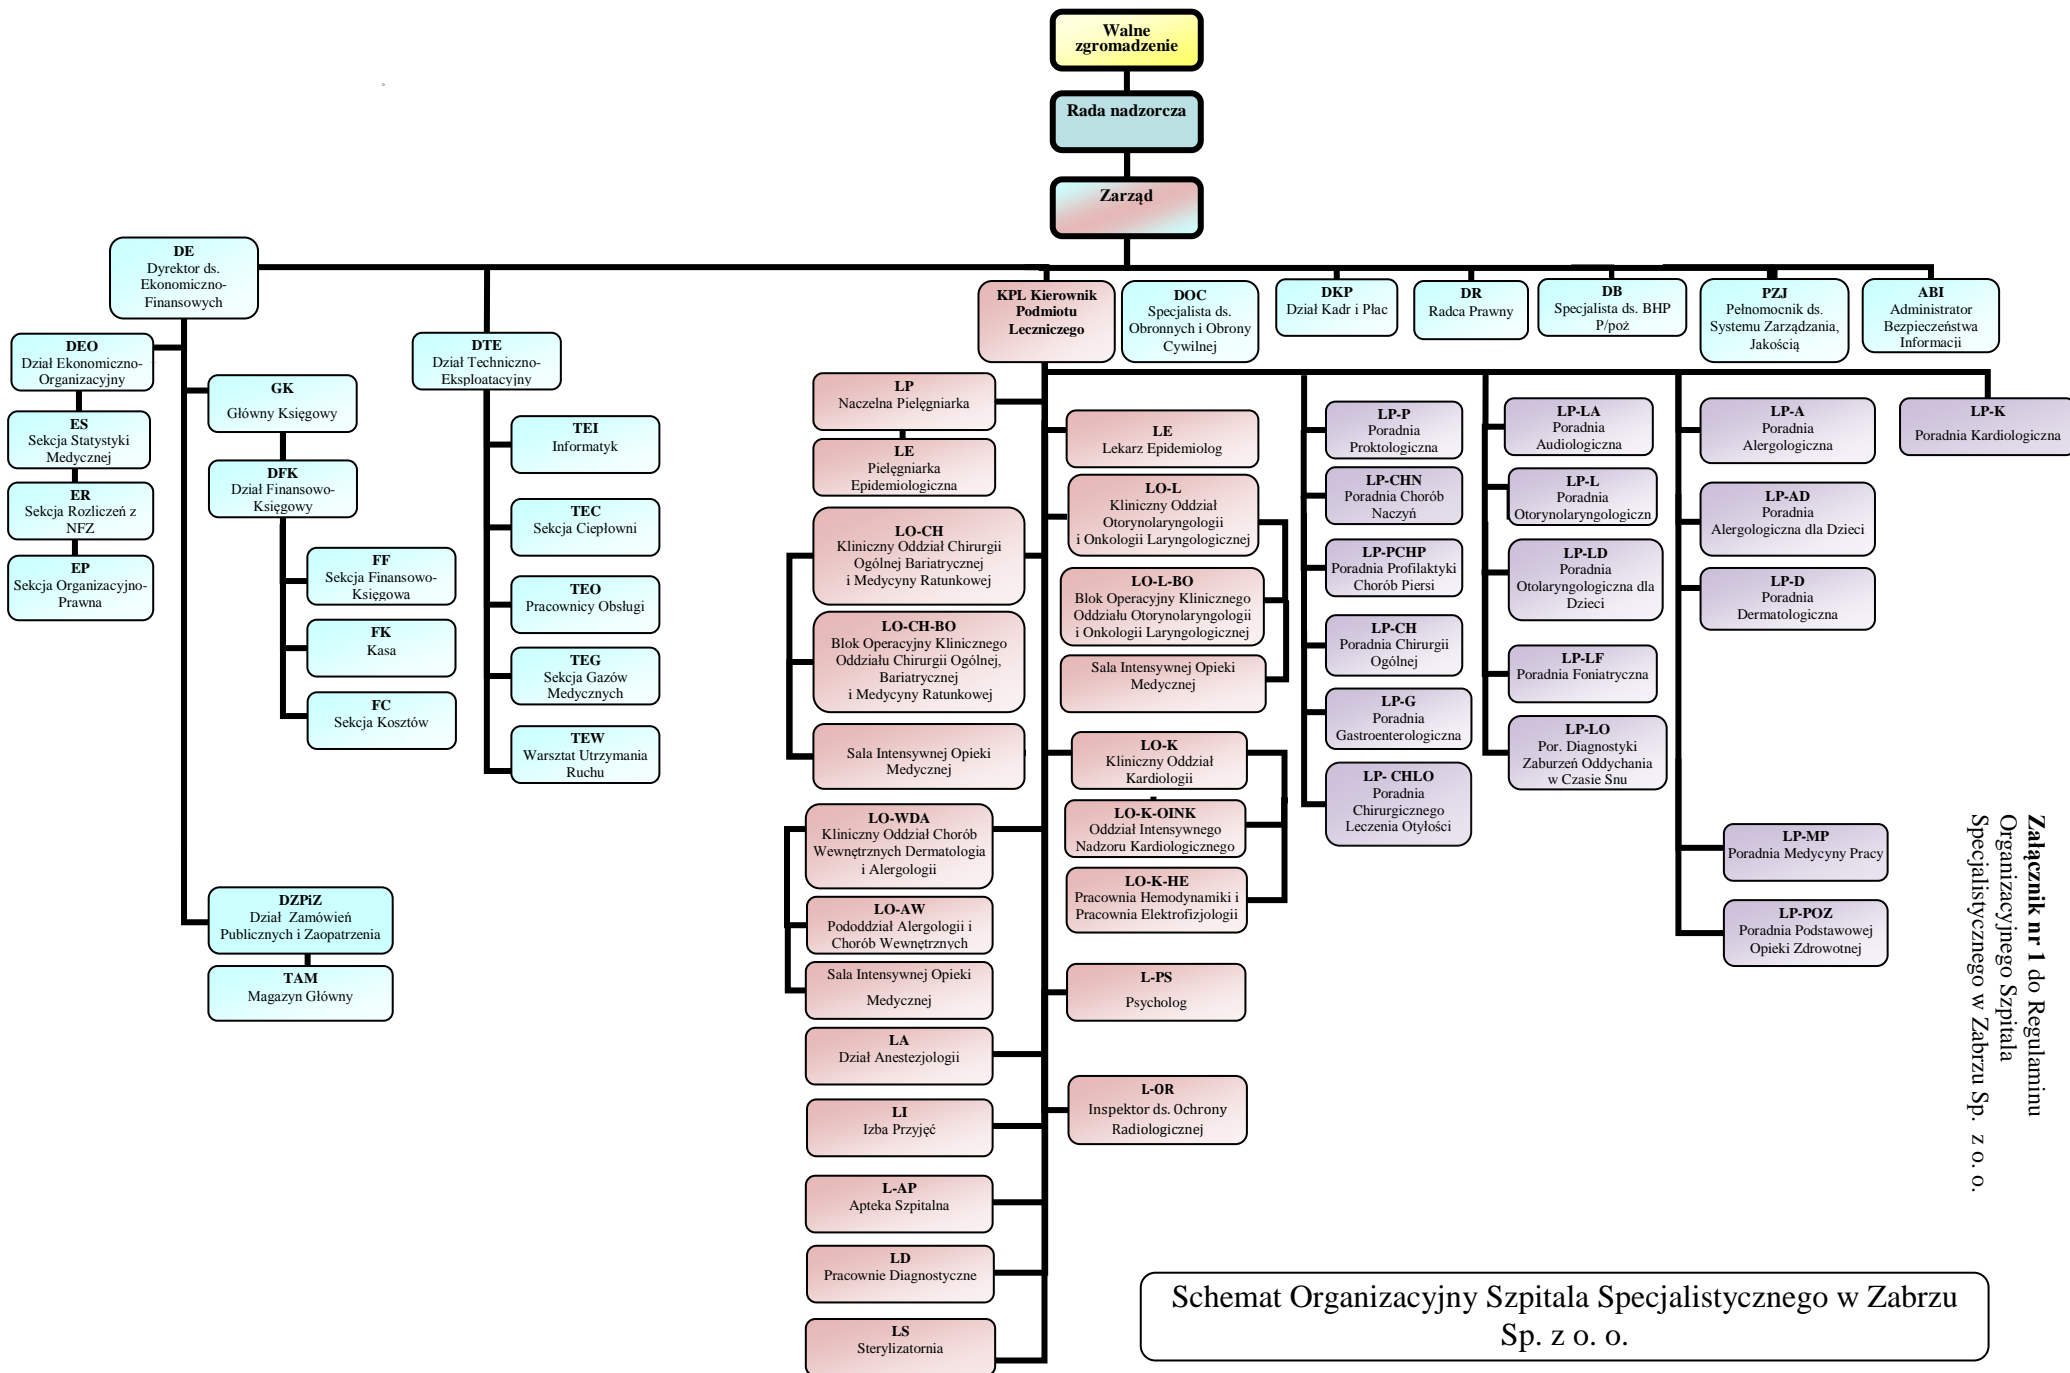 Walne
zgromadzenie
Rada nadzorcza
Zarząd
DE
Dyrektor ds.
Ekonomiczno-
Finansowych
KPL Kierownik
Podmiotu
Leczniczego
DOC
Specjalista ds.
Obronnych i Obrony
Cywilnej
DKP
Dział Kadr i Płac
DR
Radca Prawny
DB
Specjalista ds. BHP
P/poż
PZJ
Pełnomocnik ds.
Systemu Zarządzania,
Jakością
ABI
Administrator
Bezpieczeństwa
Informacji
DEO
Dział Ekonomiczno-
Organizacyjny
ES
Sekcja Statystyki
Medycznej
ER
Sekcja Rozliczeń z
NFZ
EP
Sekcja Organizacyjno-
Prawna
GK
Główny Księgowy
DFK
Dział Finansowo-
Księgowy
FF
Sekcja Finansowo-
Księgowa
FK
Kasa
FC
Sekcja Kosztów
DZPiZ
Dział Zamówień
Publicznych i Zaopatrzenia
TAM
Magazyn Główny
DTE
Dział Techniczno-
Eksploatacyjny
TEI
Informatyk
TEC
Sekcja Ciepłowni
TEO
Pracownicy Obsługi
TEG
Sekcja Gazów
Medycznych
TEW
Warsztat Utrzymania
Ruchu
LP
Naczelna Pielęgniarka
LE
Pielęgniarka
Epidemiologiczna
LO-CH
Kliniczny Oddział Chirurgii
Ogólnej Bariatrycznej
i Medycyny Ratunkowej
LO-CH-BO
Blok Operacyjny Klinicznego
Oddziału Chirurgii Ogólnej,
Bariatrycznej
i Medycyny Ratunkowej
Sala Intensywnej Opieki
Medycznej
LO-WDA
Kliniczny Oddział Chorób
Wewnętrznych Dermatologia
i Alergologii
LO-AW
Pododdział Alergologii i
Chorób Wewnętrznych
Sala Intensywnej Opieki
Medycznej
LA
Dział Anestezjologii
LI
Izba Przyjęć
L-AP
Apteka Szpitalna
LD
Pracownie Diagnostyczne
LS
Sterylizatornia
LE
Lekarz Epidemiolog
LO-L
Kliniczny Oddział
Otorynolaryngologii
i Onkologii Laryngologicznej
LO-L-BO
Blok Operacyjny Klinicznego
Oddziału Otorynolaryngologii
i Onkologii Laryngologicznej
Sala Intensywnej Opieki
Medycznej
LO-K
Kliniczny Oddział
Kardiologii
LO-K-OINK
Oddział Intensywnego
Nadzoru Kardiologicznego
LO-K-HE
Pracownia Hemodynamiki i
Pracownia Elektrofizjologii
L-PS
Psycholog
L-OR
Inspektor ds. Ochrony
Radiologicznej
LP-P
Poradnia
Proktologiczna
LP-CHN
Poradnia Chorób
Naczyń
LP-PCHP
Poradnia Profilaktyki
Chorób Piersi
LP-CH
Poradnia Chirurgii
Ogólnej
LP-G
Poradnia
Gastroenterologiczna
LP- CHLO
Poradnia
Chirurgicznego
Leczenia Otyłości
LP-LA
Poradnia
Audiologiczna
LP-L
Poradnia
Otorynolaryngologiczn
LP-LD
Poradnia
Otolaryngologiczna dla
Dzieci
LP-LF
Poradnia Foniatryczna
LP-LO
Por. Diagnostyki
Zaburzeń Oddychania
w Czasie Snu
LP-A
Poradnia
Alergologiczna
LP-AD
Poradnia
Alergologiczna dla Dzieci
LP-D
Poradnia
Dermatologiczna
LP-MP
Poradnia Medycyny Pracy
LP-POZ
Poradnia Podstawowej
Opieki Zdrowotnej
LP-K
Poradnia Kardiologiczna
Załącznik nr 1 do Regulaminu
Organizacyjnego Szpitala
Specjalistycznego w Zabrzu Sp. z o. o.
Schemat Organizacyjny Szpitala Specjalistycznego w Zabrzu
Sp. z o. o.